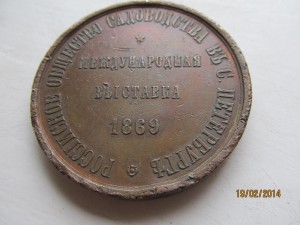 РОССІЙСКОЕ ОБЩЕСТВО САДОВОДСТВА ВЪ С. ПЕТЕРБУРГѢ
МЕЖДУНАРОДНАЯ
ВЫСТАВКА
1869
19/02/2014